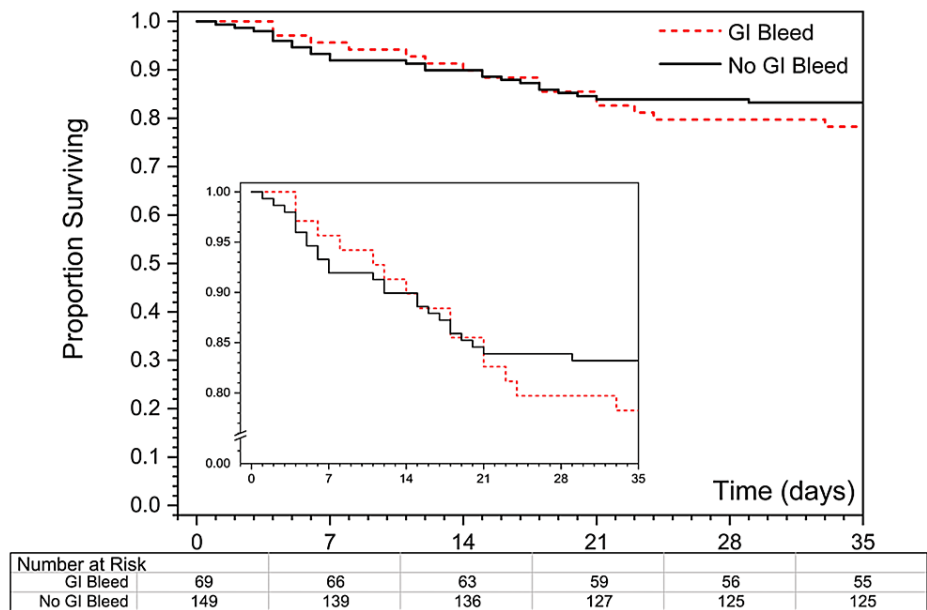 GI Bleed
No GI Bleed
Proportion Surviving
1.0
0.9
0.8
0.7
0.6
0.5
0.4
0.3
0.2
0.1
0.0
1.00
0.95
0.90
0.85
0.80
0.00
0 7 14 21 28 35
Time (days)
0 7 14 21 28 35
Number at Risk
GI Bleed 69 66 63 59 56 55
No GI Bleed 149 139 136 127 125 125